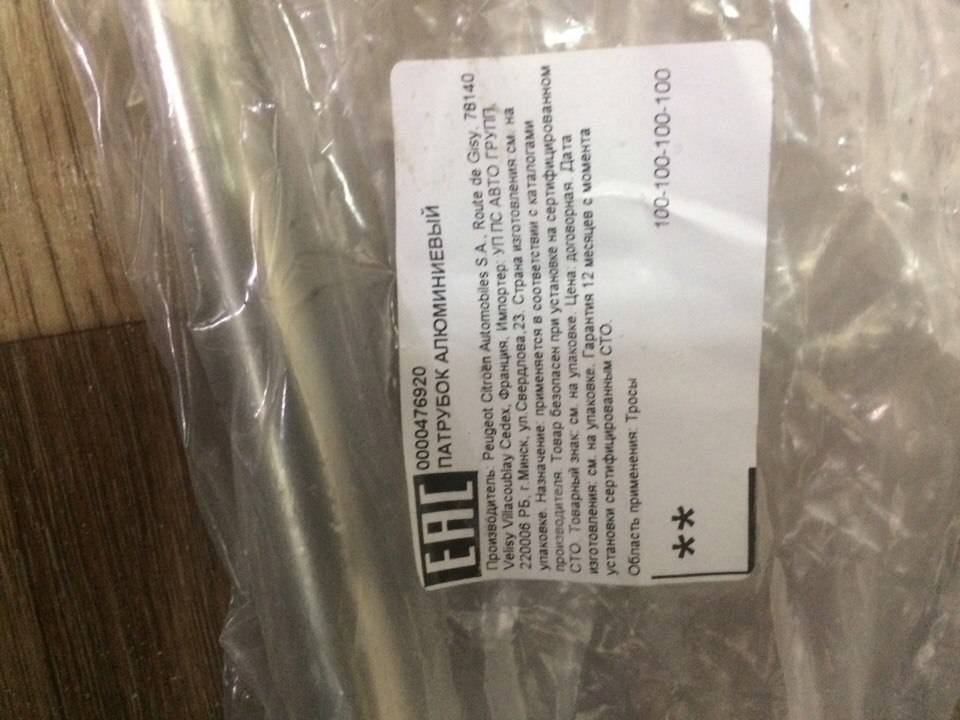 EAC
0000476920
ПАТРУБОК АЛЮМИНИЕВЫЙ
Производитель: Peugeot Citroën Automobiles S.A., Route de Gisy, 78140
Velisy Villacoublay Cedex, Франция, Импортер: УП ПС АВТО ГРУПП,
220006 РБ, г.Минск, ул.Свердлова,23. Страна изготовления:см. на
упаковке. Назначение: применяется в соответствии с каталогами
производителя. Товар безопасен при установке на сертифицированном
СТО. Товарный знак: см. на упаковке. Цена: договорная. Дата
изготовления: см. на упаковке. Гарантия 12 месяцев с момента
установки сертифицированным СТО.
Область применения: Тросы
100-100-100-100-100
**